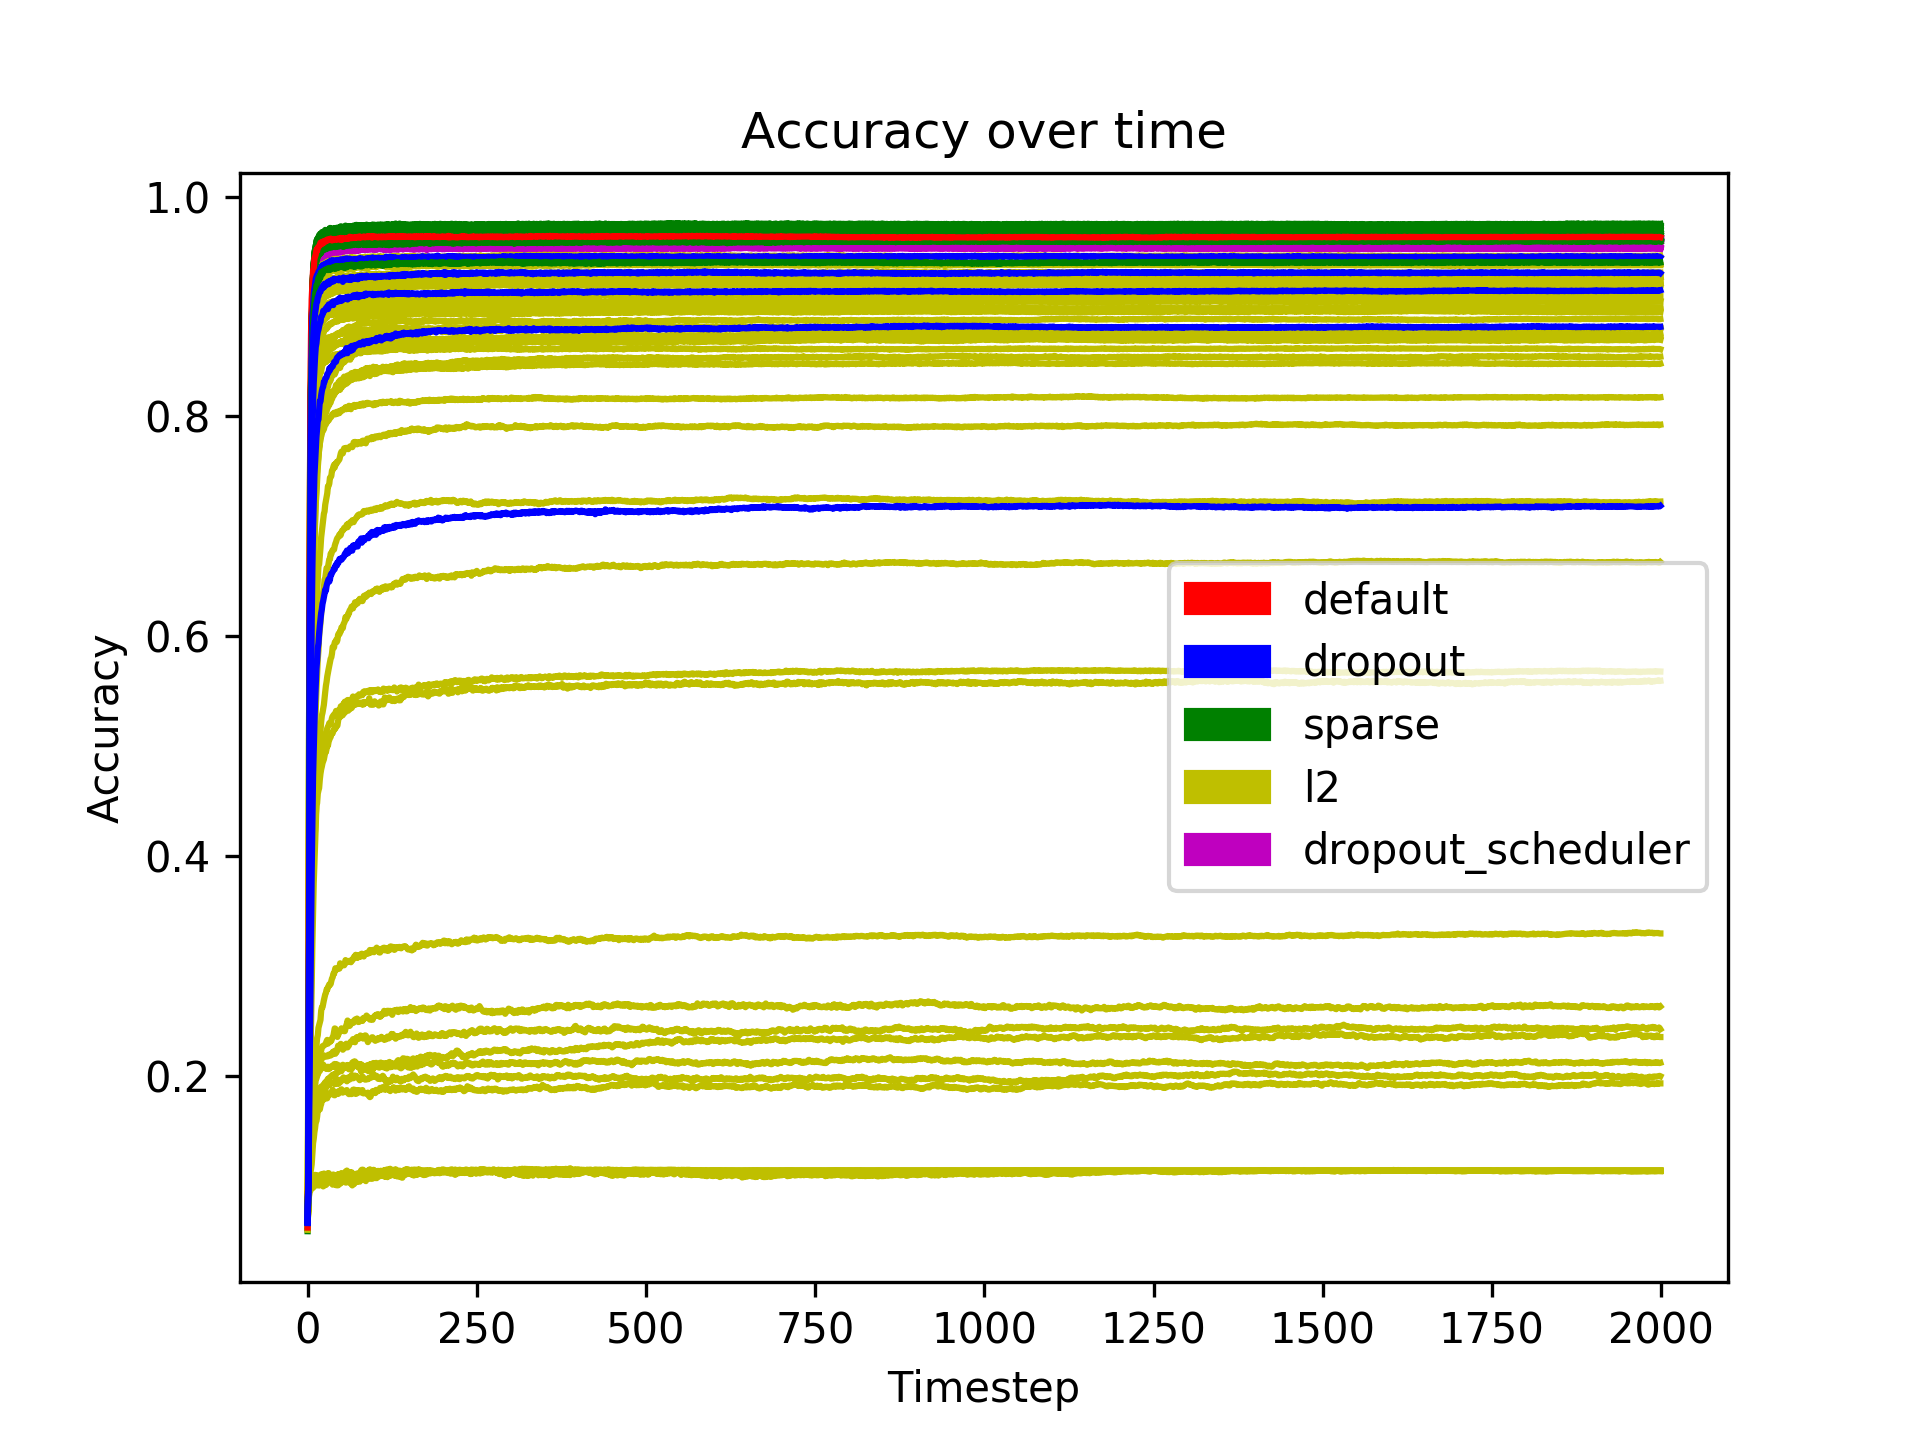 Accuracy over time
1.0
0.8
0.6
0.4
0.2
Accuracy
default
dropout
sparse
l2
dropout_scheduler
0 250 500 750 1000 1250 1500 1750 2000
Timestep